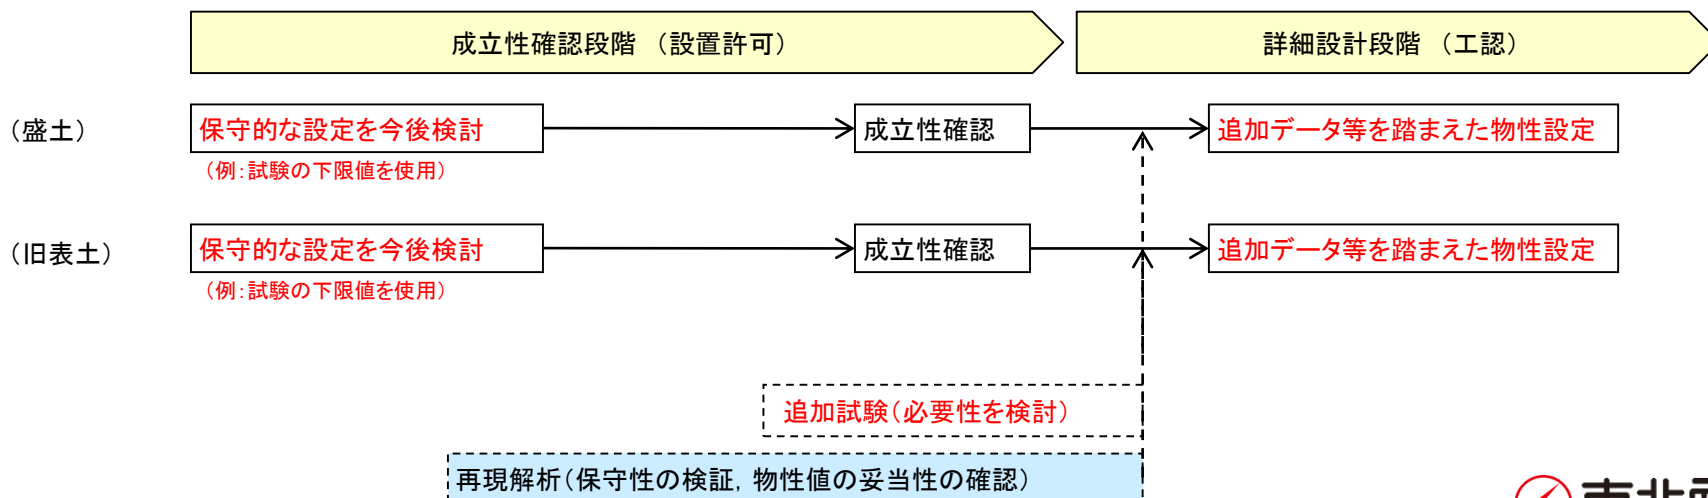 成立性確認段階 （設置許可）
詳細設計段階 （工認）
（盛土）
保守的な設定を今後検討
成立性確認
追加データ等を踏まえた物性設定
（例：試験の下限値を使用）
（旧表土）
保守的な設定を今後検討
成立性確認
追加データ等を踏まえた物性設定
（例：試験の下限値を使用）
追加試験（必要性を検討）
再現解析（保守性の検証，物性値の妥当性の確認）